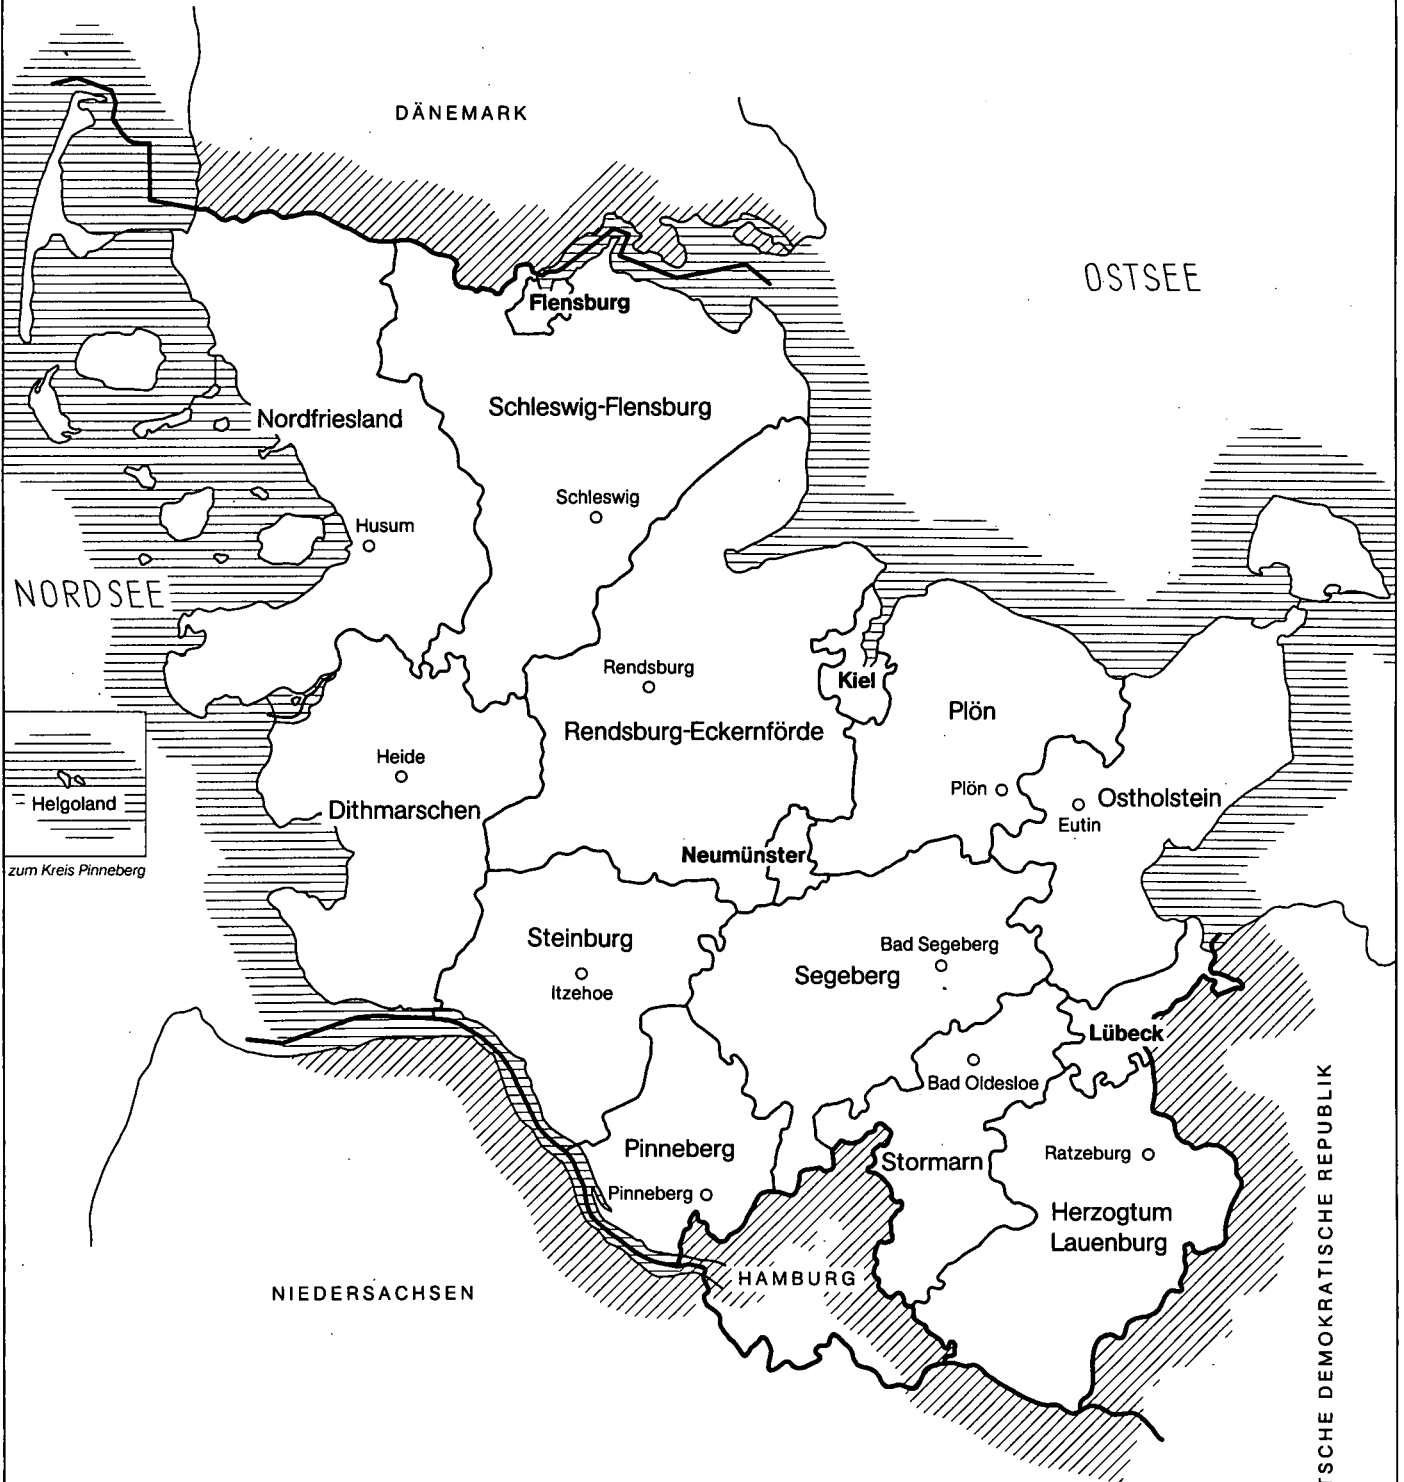 DÄNEMARK
OSTSEE
Flensburg
Nordfriesland
Schleswig-Flensburg
Schleswig
Husum
NORDSEE
Rendsburg
Kiel
Plön
Rendsburg-Eckernförde
Heide
Helgoland
Dithmarschen
Plön
Ostholstein
Eutin
Neumünster
zum Kreis Pinneberg
Steinburg
Bad Segeberg
Segeberg
Itzehoe
Lübeck
Bad Oldesloe
Pinneberg
Stormarn
Ratzeburg
Pinneberg
Herzogtum
Lauenburg
HAMBURG
NIEDERSACHSEN
TSCHE DEMOKRATISCHE REPUBLIK